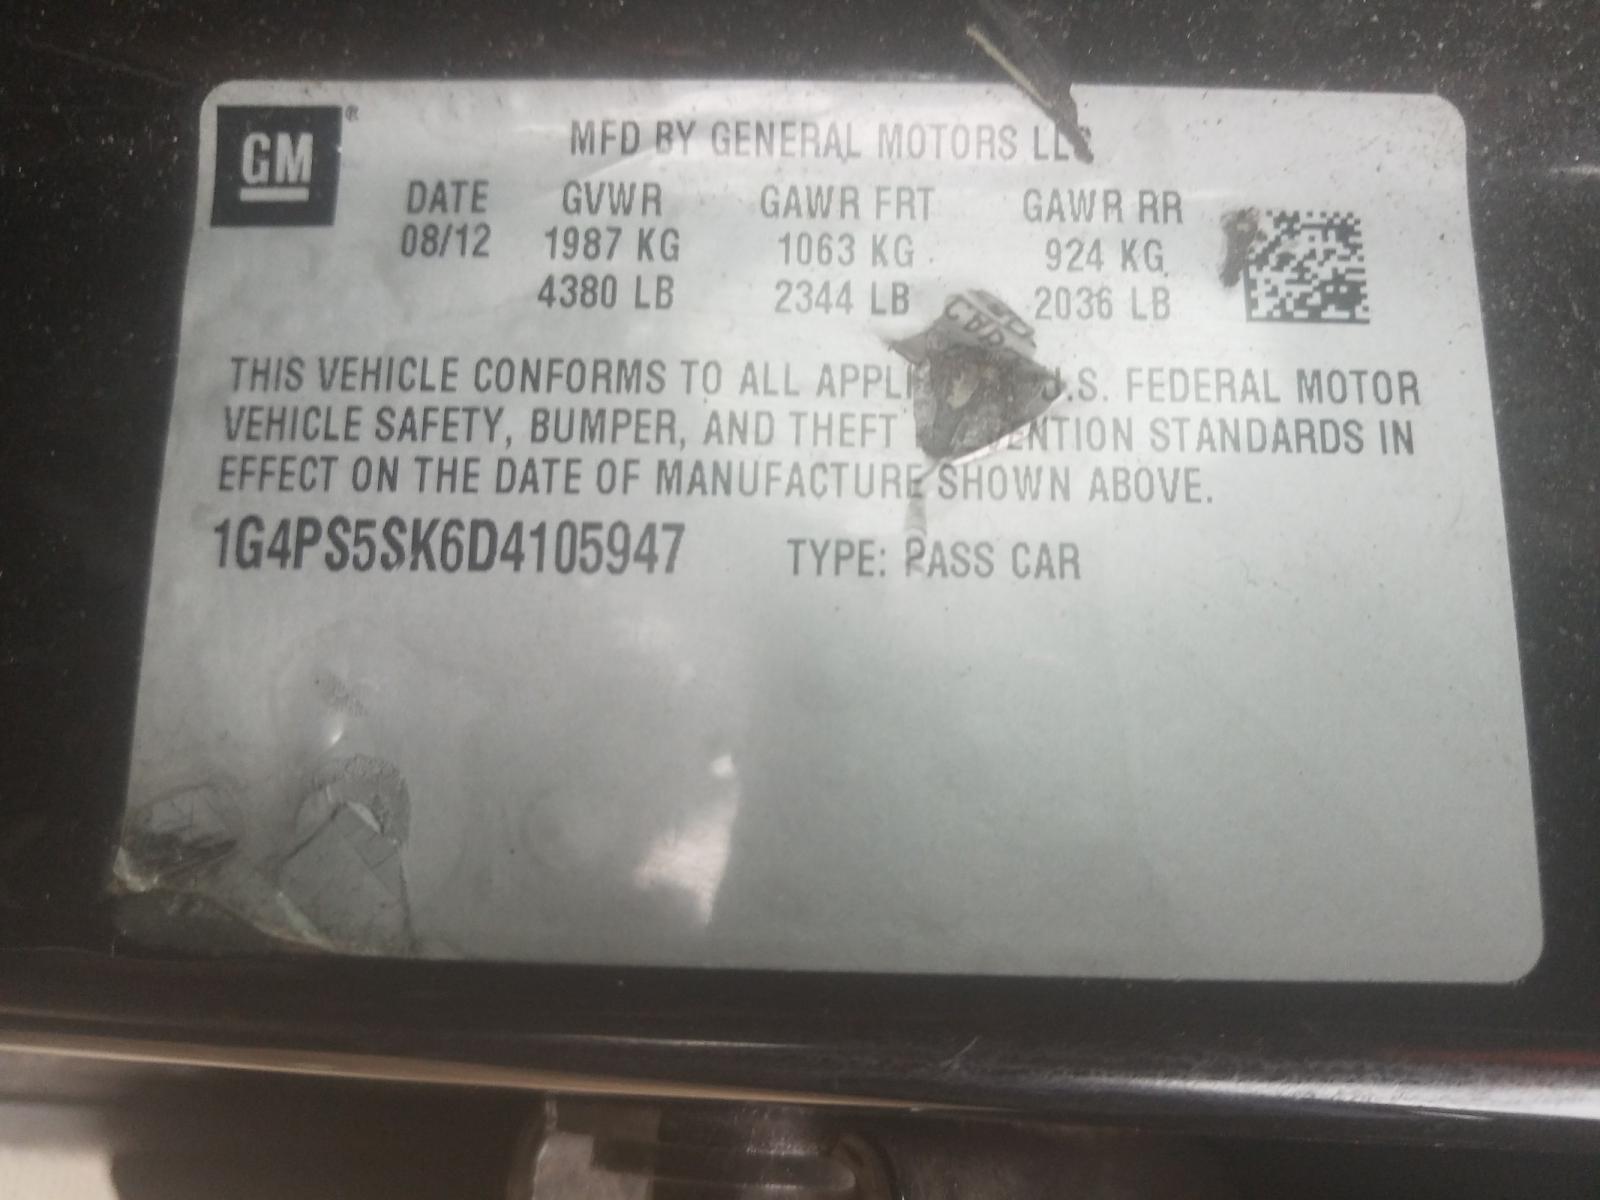 GM®
MFD BY GENERAL MOTORS LLC
DATE GVWR GAWR FRT GAWR RR
08/12 1987 KG 1063 KG 924 KG
4380 LB 2344 LB 2036 LB
THIS VEHICLE CONFORMS TO ALL U.S. FEDERAL MOTOR
VEHICLE SAFETY, BUMPER, AND THEFT STANDARDS IN
EFFECT ON THE DATE OF MANUFACTURE SHOWN ABOVE.
1G4PS5SK6D4105947 TYPE: PASS CAR